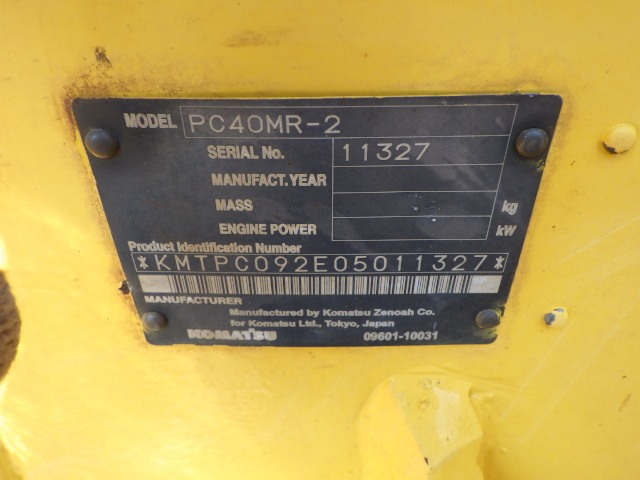 MODEL PC40MR-2
SERIAL No. 11327
MANUFACT.YEAR
MASS kg
ENGINE POWER kW
Product Identification Number
*KMTPC092E05011327*
MANUFACTURER
Manufactured by Komatsu Zenoah Co.
for Komatsu Ltd., Tokyo, Japan
KOMATSU 09601-10031